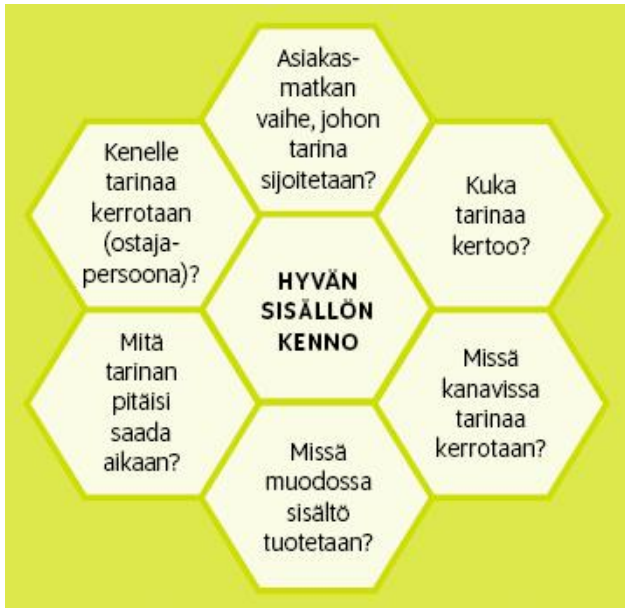 Asiakas-
matkan
vaihe, johon
tarina
sijoitetaan?
Kenelle
tarinaa
kerrotaan
(ostaja-
persoona)?
Kuka
tarinaa
kertoo?
HYVÄN
SISÄLLÖN
KENNO
Mitä
tarinan
pitäisi
saada
aikaan?
Missä
kanavissa
tarinaa
kerrotaan?
Missä
muodossa
sisältö
tuotetaan?